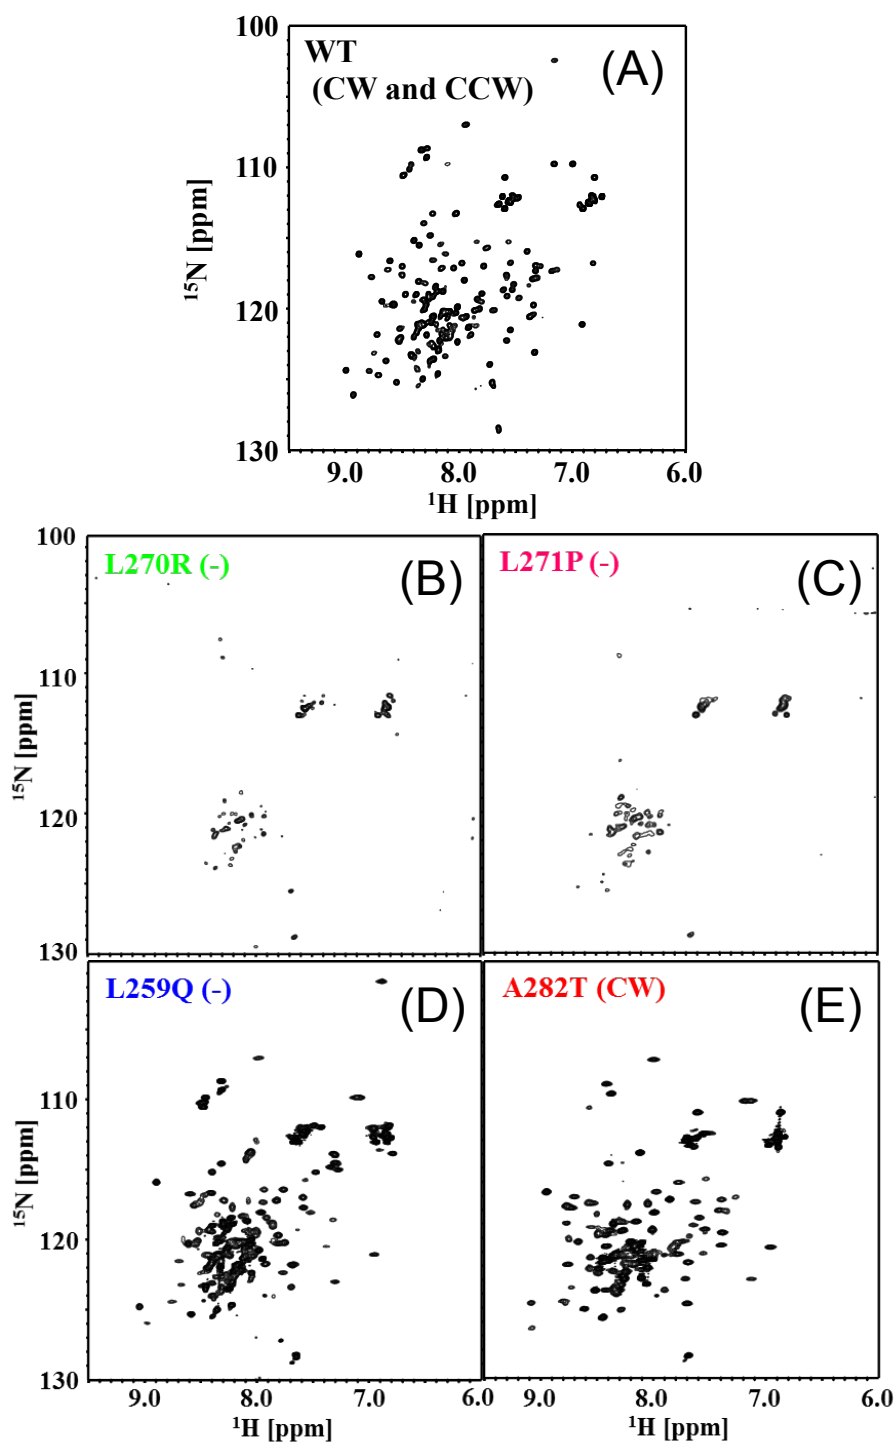 100
WT
(A)
(CW and CCW)
110
¹⁵N [ppm]
120
130
9.0 8.0 7.0 6.0
¹H [ppm]
100
L270R (-)
(B)
L271P (-)
(C)
110
¹⁵N [ppm]
120
130
L259Q (-)
(D)
A282T (CW)
(E)
110
¹⁵N [ppm]
120
130
9.0 8.0 7.0 6.0
9.0 8.0 7.0 6.0
¹H [ppm]
¹H [ppm]